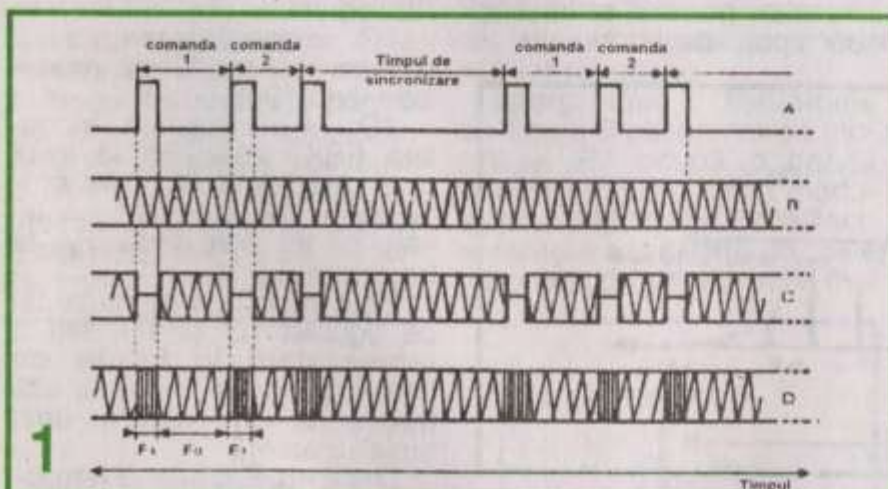 comanda comanda Timpul de comanda comanda
1 2 sincronizare 1 2
A
B
C
D
F1 F0 F1
1
Timpul